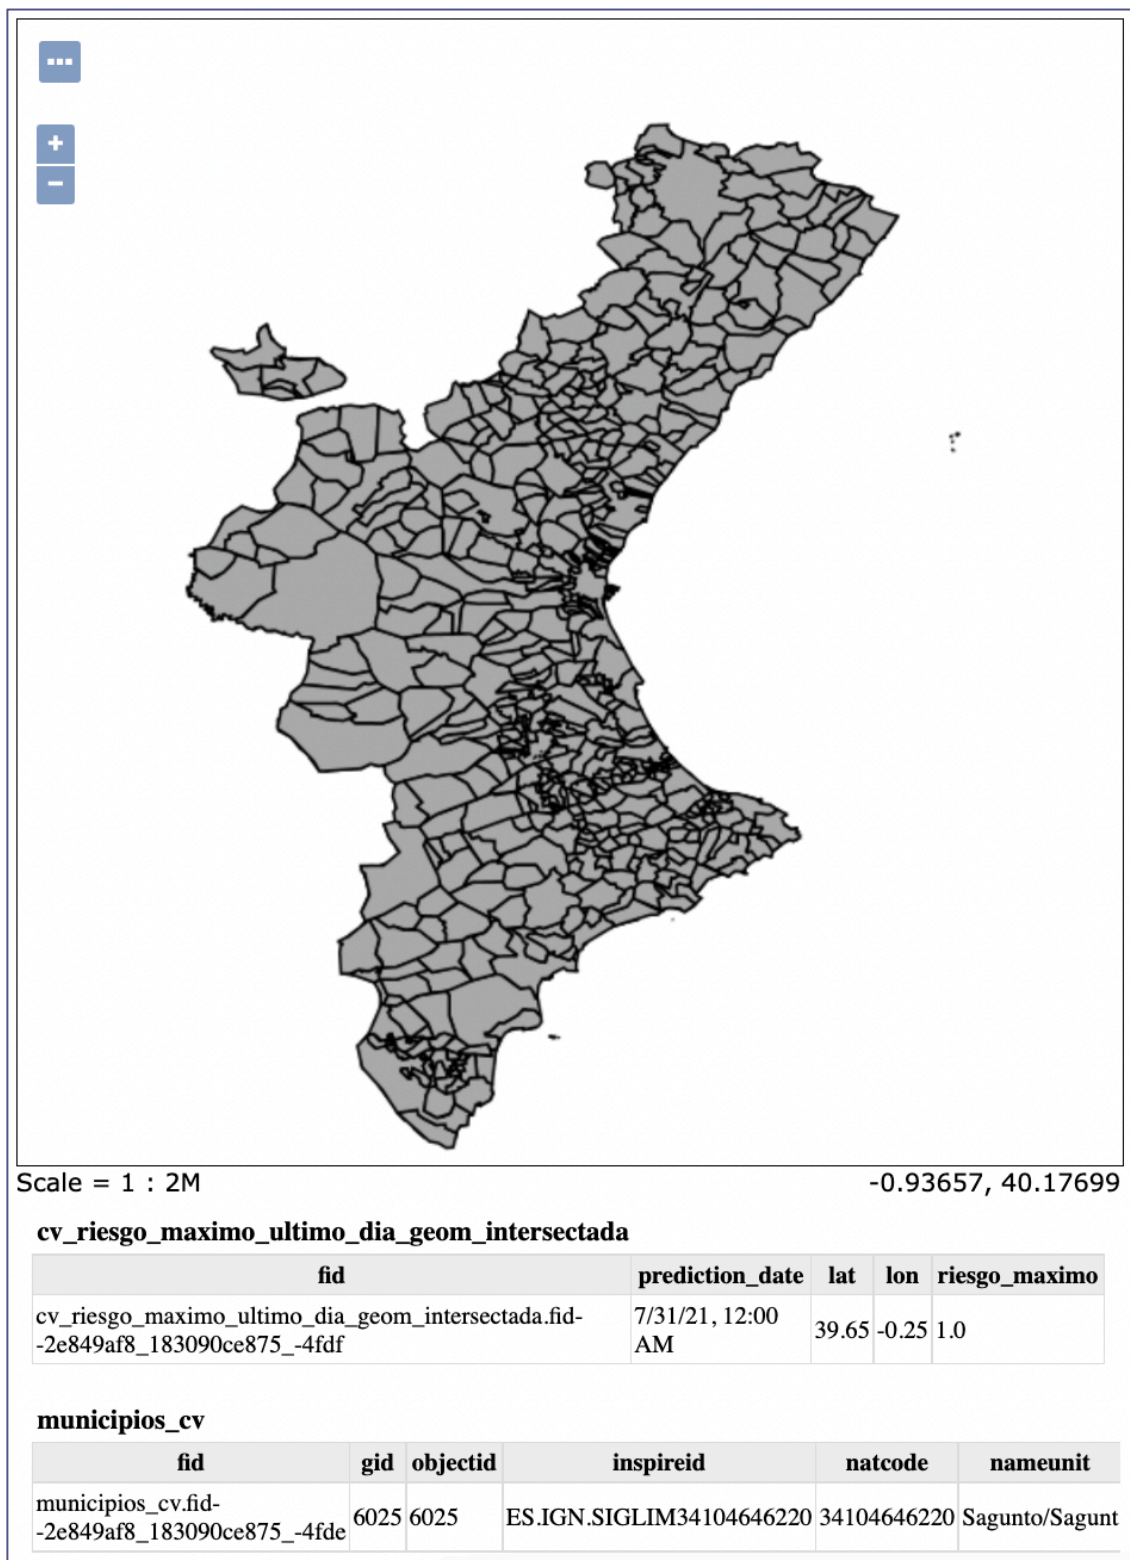 ...
+
−
Scale = 1 : 2M
-0.93657, 40.17699
cv_riesgo_maximo_ultimo_dia_geom_intersectada
fid prediction_date lat lon riesgo_maximo
cv_riesgo_maximo_ultimo_dia_geom_intersectada.fid-
-2e849af8_183090ce875_-4fdf
7/31/21, 12:00
AM
39.65 -0.25 1.0
municipios_cv
fid gid objectid inspireid natcode nameunit
municipios_cv.fid-
-2e849af8_183090ce875_-4fde
6025 6025 ES.IGN.SIGLIM34104646220 34104646220 Sagunto/Sagunt